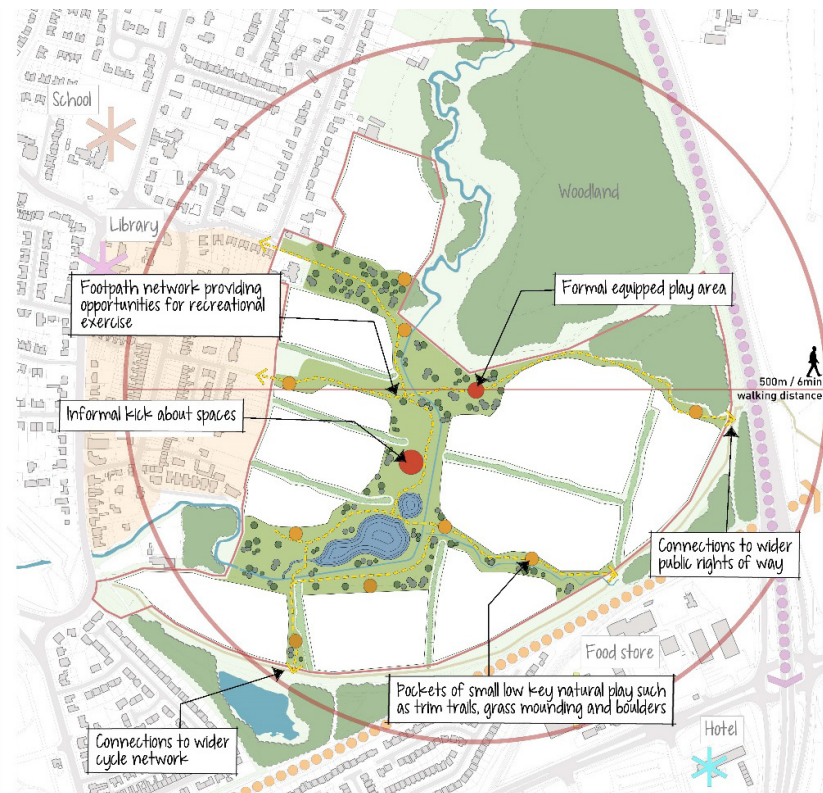 School
Library
Woodland
Footpath network providing
opportunities for recreational
exercise
Formal equipped play area
500m / 6min
walking distance
Informal kick about spaces
Connections to wider
public rights of way
Food store
Pockets of small low key natural play such
as trim trails, grass mounding and boulders
Hotel
Connections to wider
cycle network